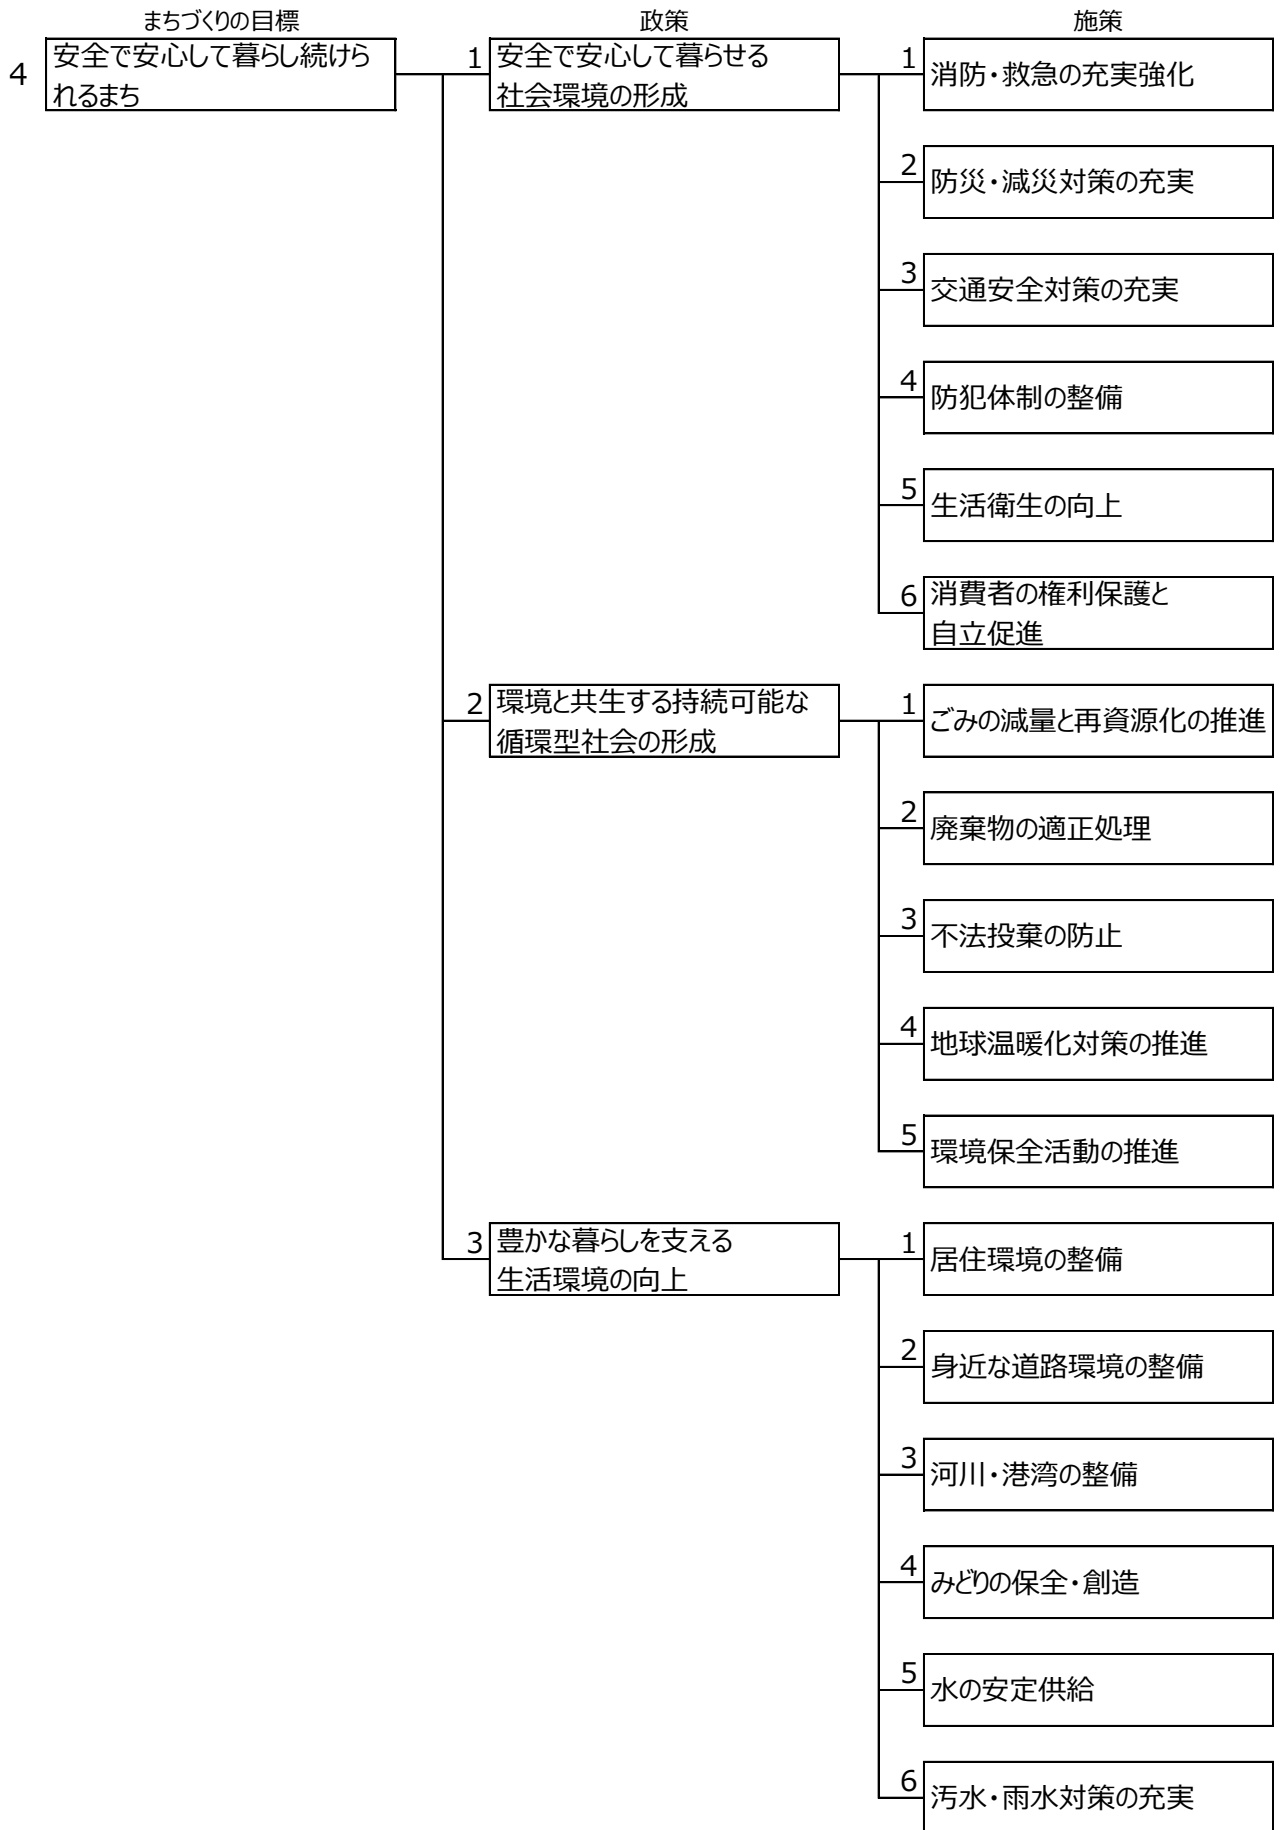 まちづくりの目標
政策
施策
4
安全で安心して暮らし続けら
れるまち
1
安全で安心して暮らせる
社会環境の形成
1
消防・救急の充実強化
2
防災・減災対策の充実
3
交通安全対策の充実
4
防犯体制の整備
5
生活衛生の向上
6
消費者の権利保護と
自立促進
2
環境と共生する持続可能な
循環型社会の形成
1
ごみの減量と再資源化の推進
2
廃棄物の適正処理
3
不法投棄の防止
4
地球温暖化対策の推進
5
環境保全活動の推進
3
豊かな暮らしを支える
生活環境の向上
1
居住環境の整備
2
身近な道路環境の整備
3
河川・港湾の整備
4
みどりの保全・創造
5
水の安定供給
6
汚水・雨水対策の充実